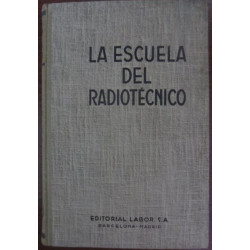 LA ESCUELA
DEL
RADIOTÉCNICO
EDITORIAL LABOR, T.A
BARCELONA-MADRID